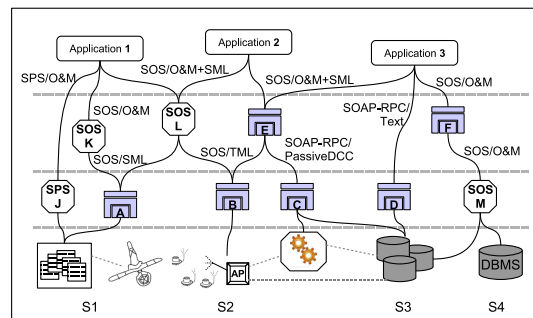 Application 1
Application 2
Application 3
SPS/O&M
SOS/O&M+SML
SOS/O&M+SML
SOS/O&M
SOS/O&M
SOS
L
E
SOAP-RPC/
Text
F
SOS
K
SOAP-RPC/
PassiveDCC
SOS/SML
SOS/TML
SOS/O&M
SPS
J
A
B
C
D
SOS
M
AP
DBMS
S1
S2
S3
S4